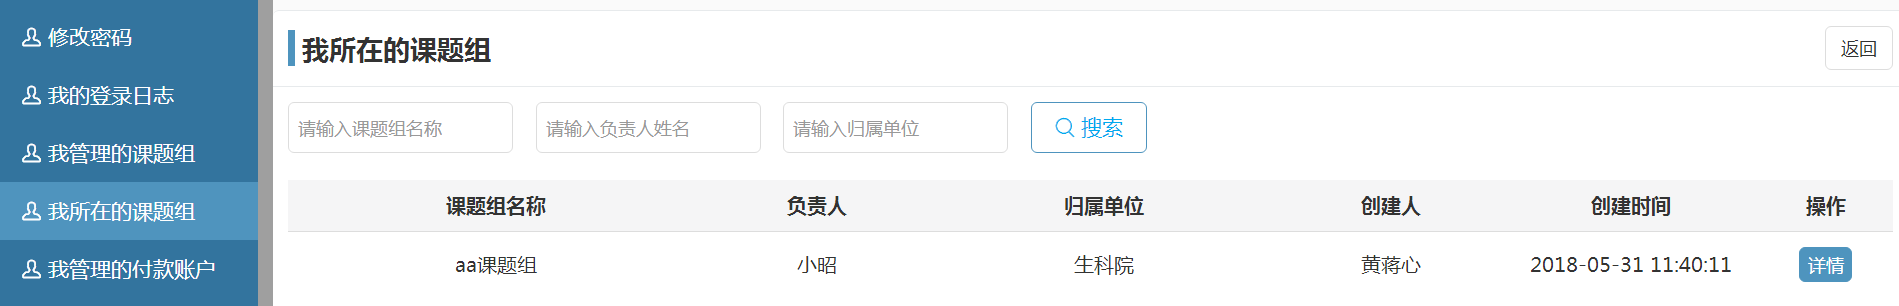 修改密码
我的登录日志
我管理的课题组
我所在的课题组
我管理的付款账户
我所在的课题组
返回
请输入课题组名称 请输入负责人姓名 请输入归属单位 搜索
课题组名称 负责人 归属单位 创建人 创建时间 操作
aa课题组 小昭 生科院 黄蒋心 2018-05-31 11:40:11 详情